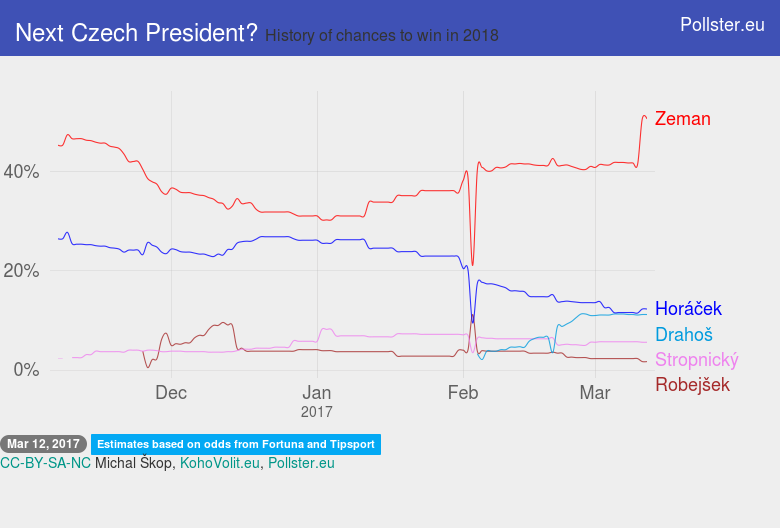 Next Czech President? History of chances to win in 2018
Pollster.eu
Zeman
40%
20%
Horáček
Drahoš
Stropnický
0%
Robejšek
Dec Jan Feb Mar
2017
Mar 12, 2017 Estimates based on odds from Fortuna and Tipsport
CC-BY-SA-NC Michal Škop, KohoVolit.eu, Pollster.eu